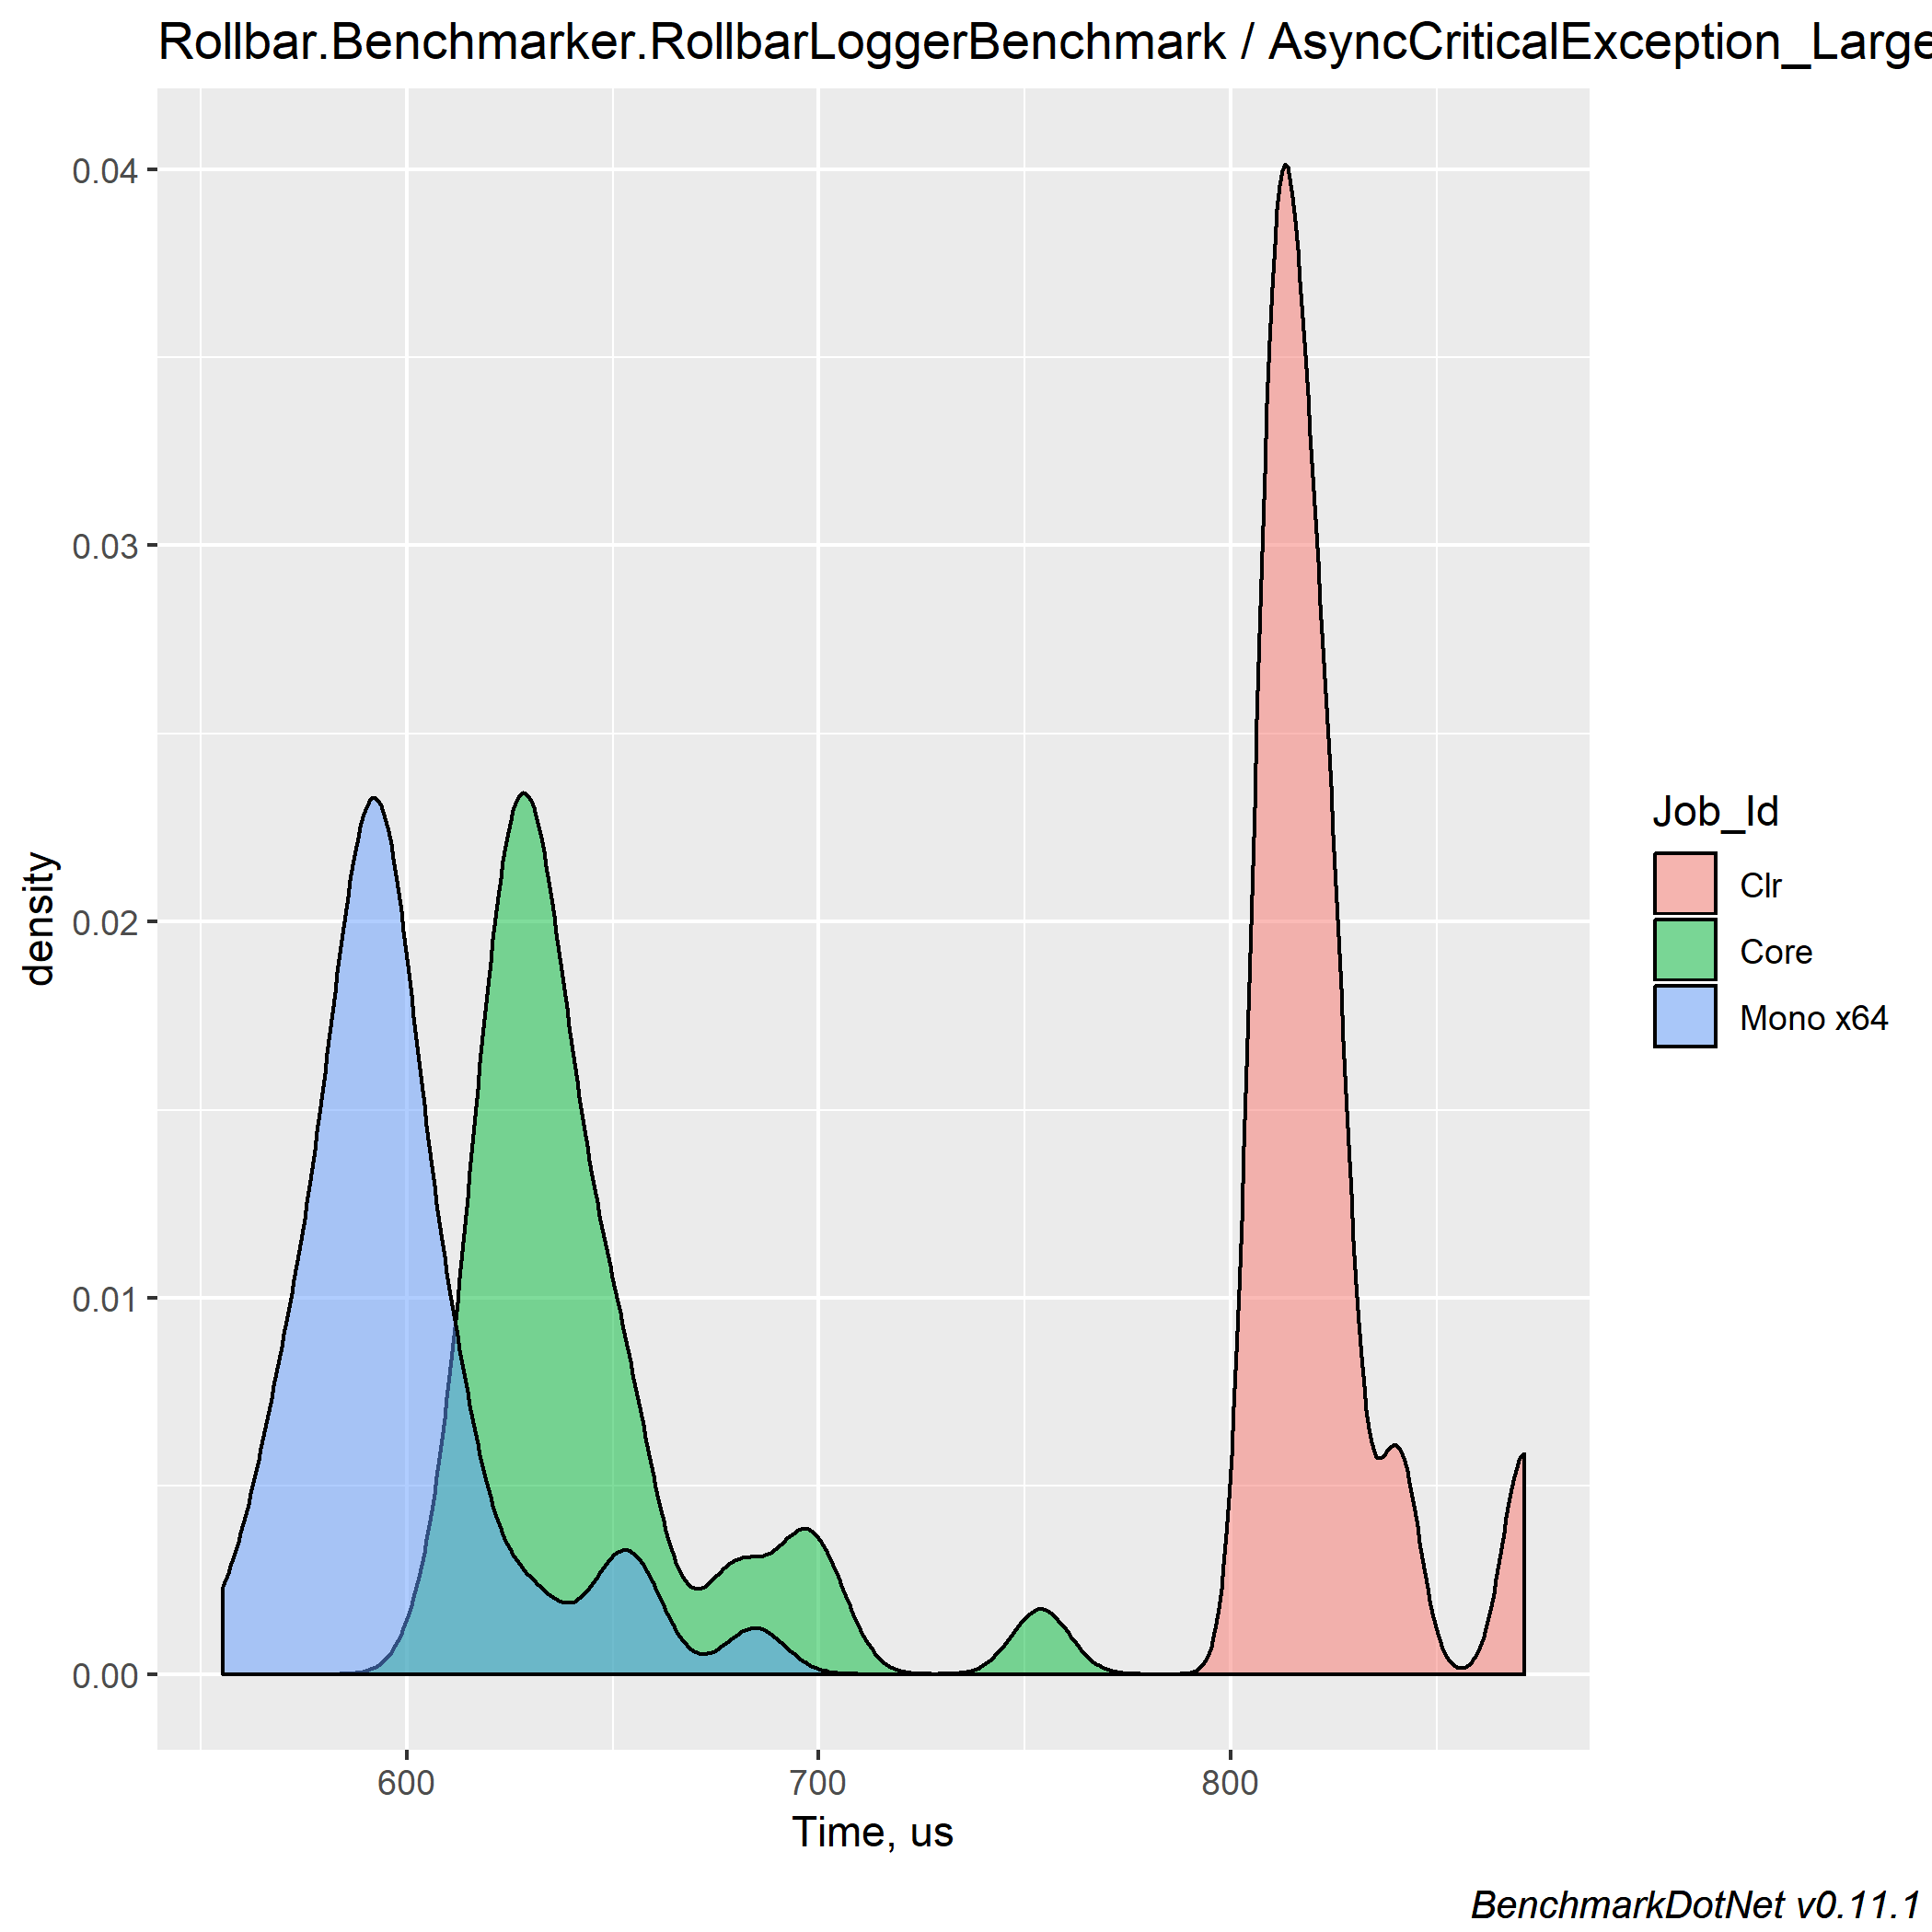 Rollbar.Benchmarker.RollbarLoggerBenchmark / AsyncCriticalException_Large
0.04
0.03
0.02
0.01
0.00
density
600 700 800
Time, us
Job_Id
Clr
Core
Mono x64
BenchmarkDotNet v0.11.1